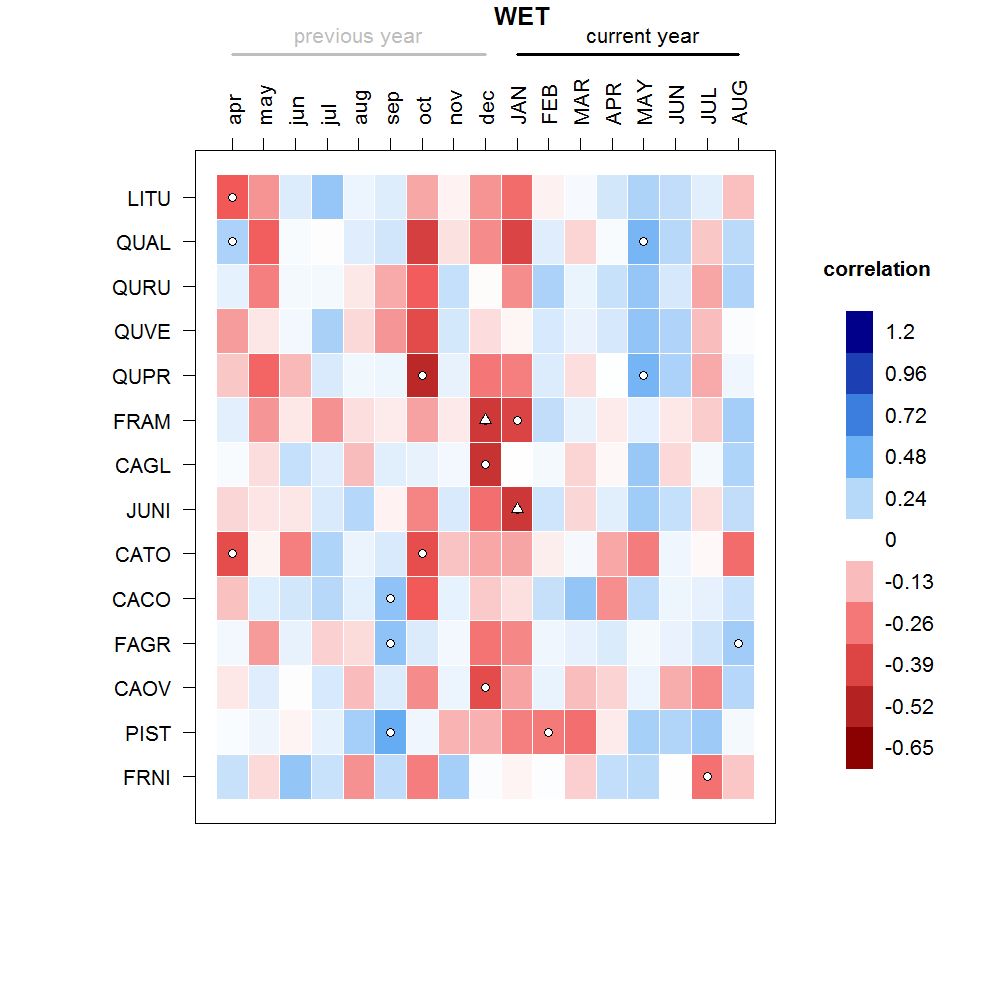 WET
previous year current year
apr may jun jul aug sep oct nov dec JAN FEB MAR APR MAY JUN JUL AUG
LITU
QUAL
QURU
QUVE
QUPR
FRAM
CAGL
JUNI
CATO
CACO
FAGR
CAOV
PIST
FRNI
correlation
1.2
0.96
0.72
0.48
0.24
0
-0.13
-0.26
-0.39
-0.52
-0.65